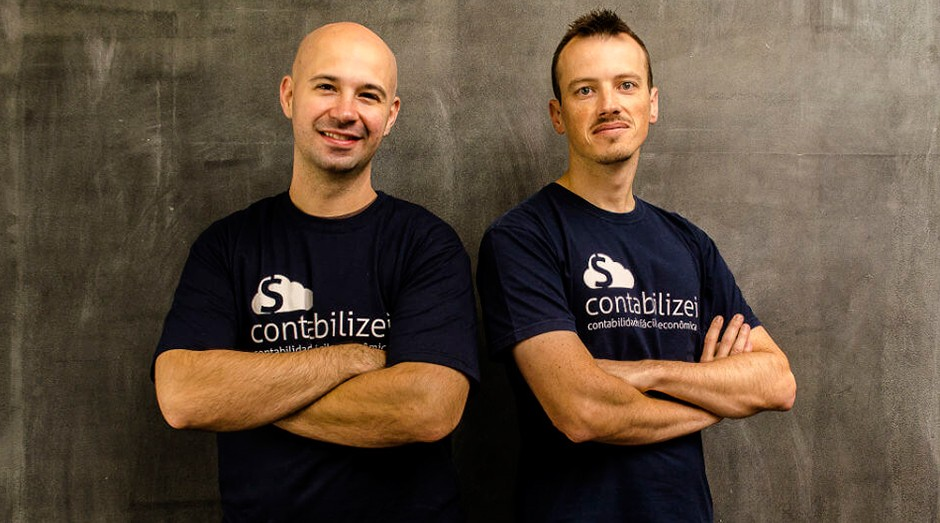 S
contabilizei
S
contabilizei
contabilidade fácil e econômica